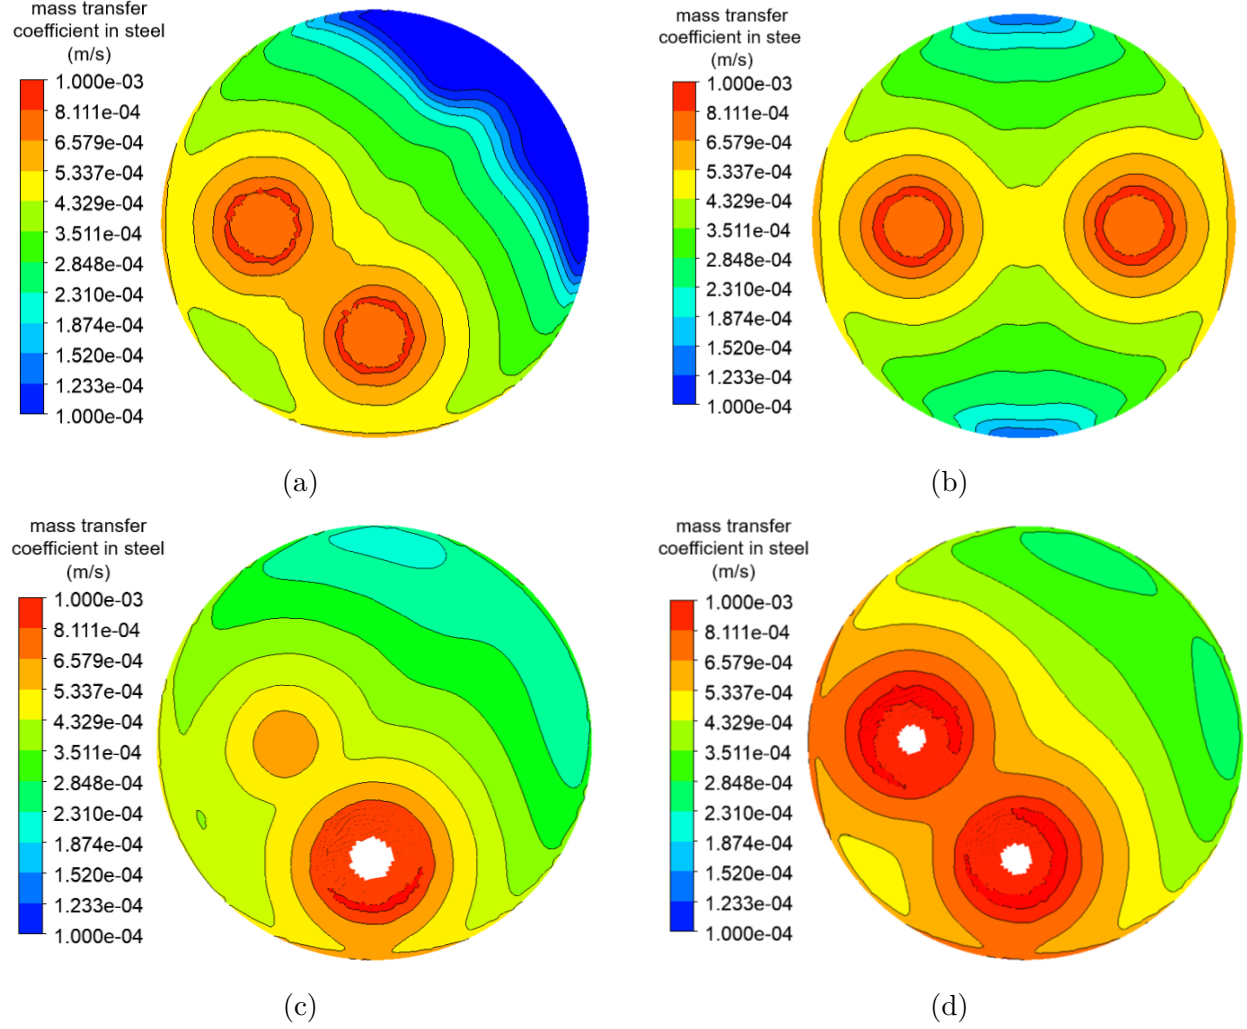 mass transfer
coefficient in steel
(m/s)
1.000e-03
8.111e-04
6.579e-04
5.337e-04
4.329e-04
3.511e-04
2.848e-04
2.310e-04
1.874e-04
1.520e-04
1.233e-04
1.000e-04
(a)
mass transfer
coefficient in stee
(m/s)
1.000e-03
8.111e-04
6.579e-04
5.337e-04
4.329e-04
3.511e-04
2.848e-04
2.310e-04
1.874e-04
1.520e-04
1.233e-04
1.000e-04
(b)
mass transfer
coefficient in steel
(m/s)
1.000e-03
8.111e-04
6.579e-04
5.337e-04
4.329e-04
3.511e-04
2.848e-04
2.310e-04
1.874e-04
1.520e-04
1.233e-04
1.000e-04
(c)
mass transfer
coefficient in steel
(m/s)
1.000e-03
8.111e-04
6.579e-04
5.337e-04
4.329e-04
3.511e-04
2.848e-04
2.310e-04
1.874e-04
1.520e-04
1.233e-04
1.000e-04
(d)